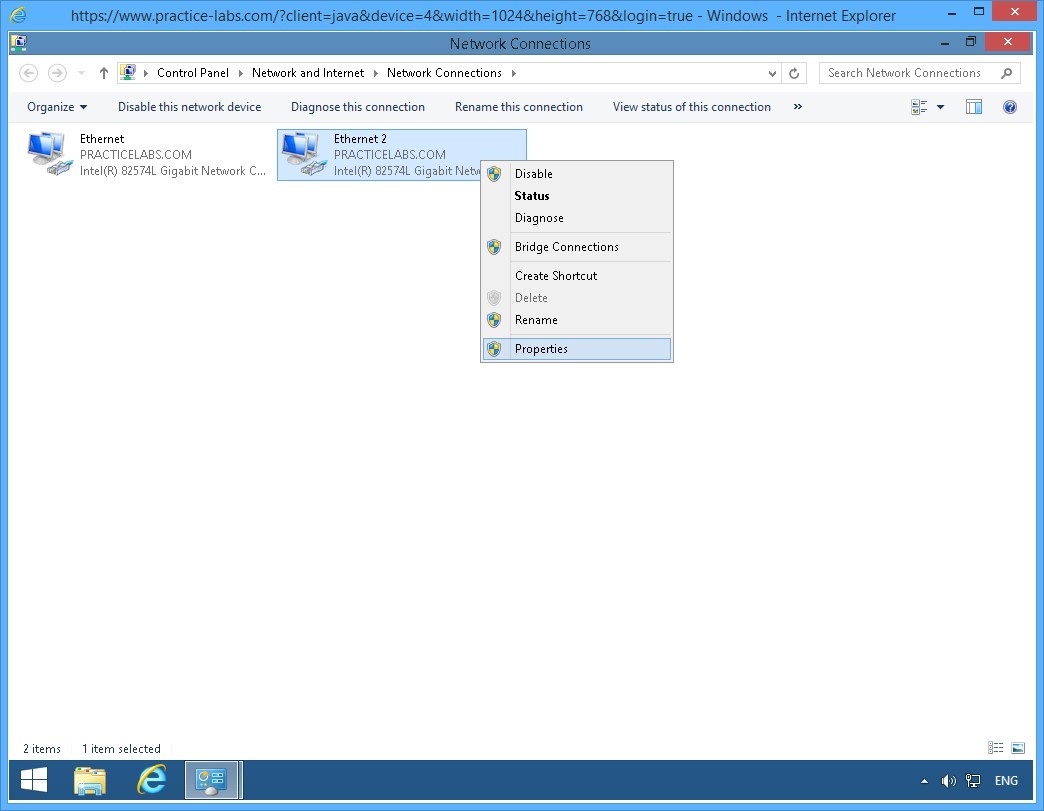 https://www.practice-labs.com/?client=java&device=4&width=1024&height=768&login=true - Windows - Internet Explorer
Network Connections
Control Panel Network and Internet Network Connections
Search Network Connections
Organize Disable this network device Diagnose this connection Rename this connection View status of this connection »
Ethernet
PRACTICELABS.COM
Intel(R) 82574L Gigabit Network C...
Ethernet 2
PRACTICELABS.COM
Intel(R) 82574L Gigabit Netw
Disable
Status
Diagnose
Bridge Connections
Create Shortcut
Delete
Rename
Properties
2 items 1 item selected
ENG